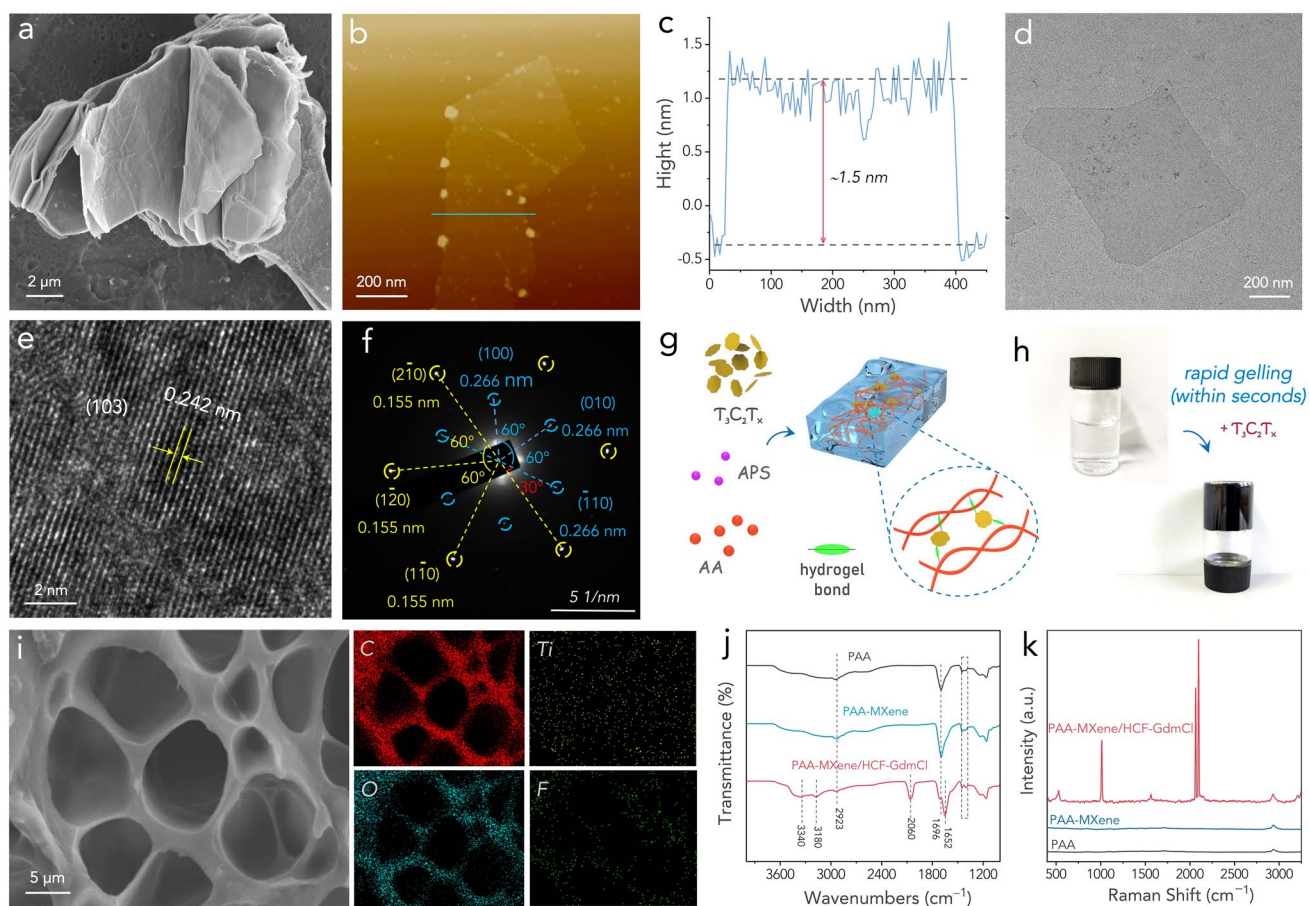 a
2 μm
b
200 nm
c
Hight (nm)
1.5
1.0
0.0
-0.5
~1.5 nm
0
100
200
300
400
Width (nm)
d
200 nm
e
(103)
0.242 nm
2 nm
f
(100)
0.266 nm
(21̄0)
0.155 nm
(010)
0.266 nm
60°
60°
60°
60°
30°
(1̄20)
0.155 nm
(1̄10)
0.266 nm
(11̄0)
0.155 nm
5 1/nm
g
T₃C₂Tₓ
APS
AA
hydrogel
bond
h
rapid gelling
(within seconds)
+ T₃C₂Tₓ
i
5 μm
C
Ti
O
F
j
Transmittance (%)
PAA
PAA-MXene
PAA-MXene/HCF-GdmCl
3340
3180
2923
2060
1696
1652
3600
3000
2400
1800
1200
Wavenumbers (cm⁻¹)
k
Intensity (a.u.)
PAA-MXene/HCF-GdmCl
PAA-MXene
PAA
500
1000
1500
2000
2500
3000
Raman Shift (cm⁻¹)